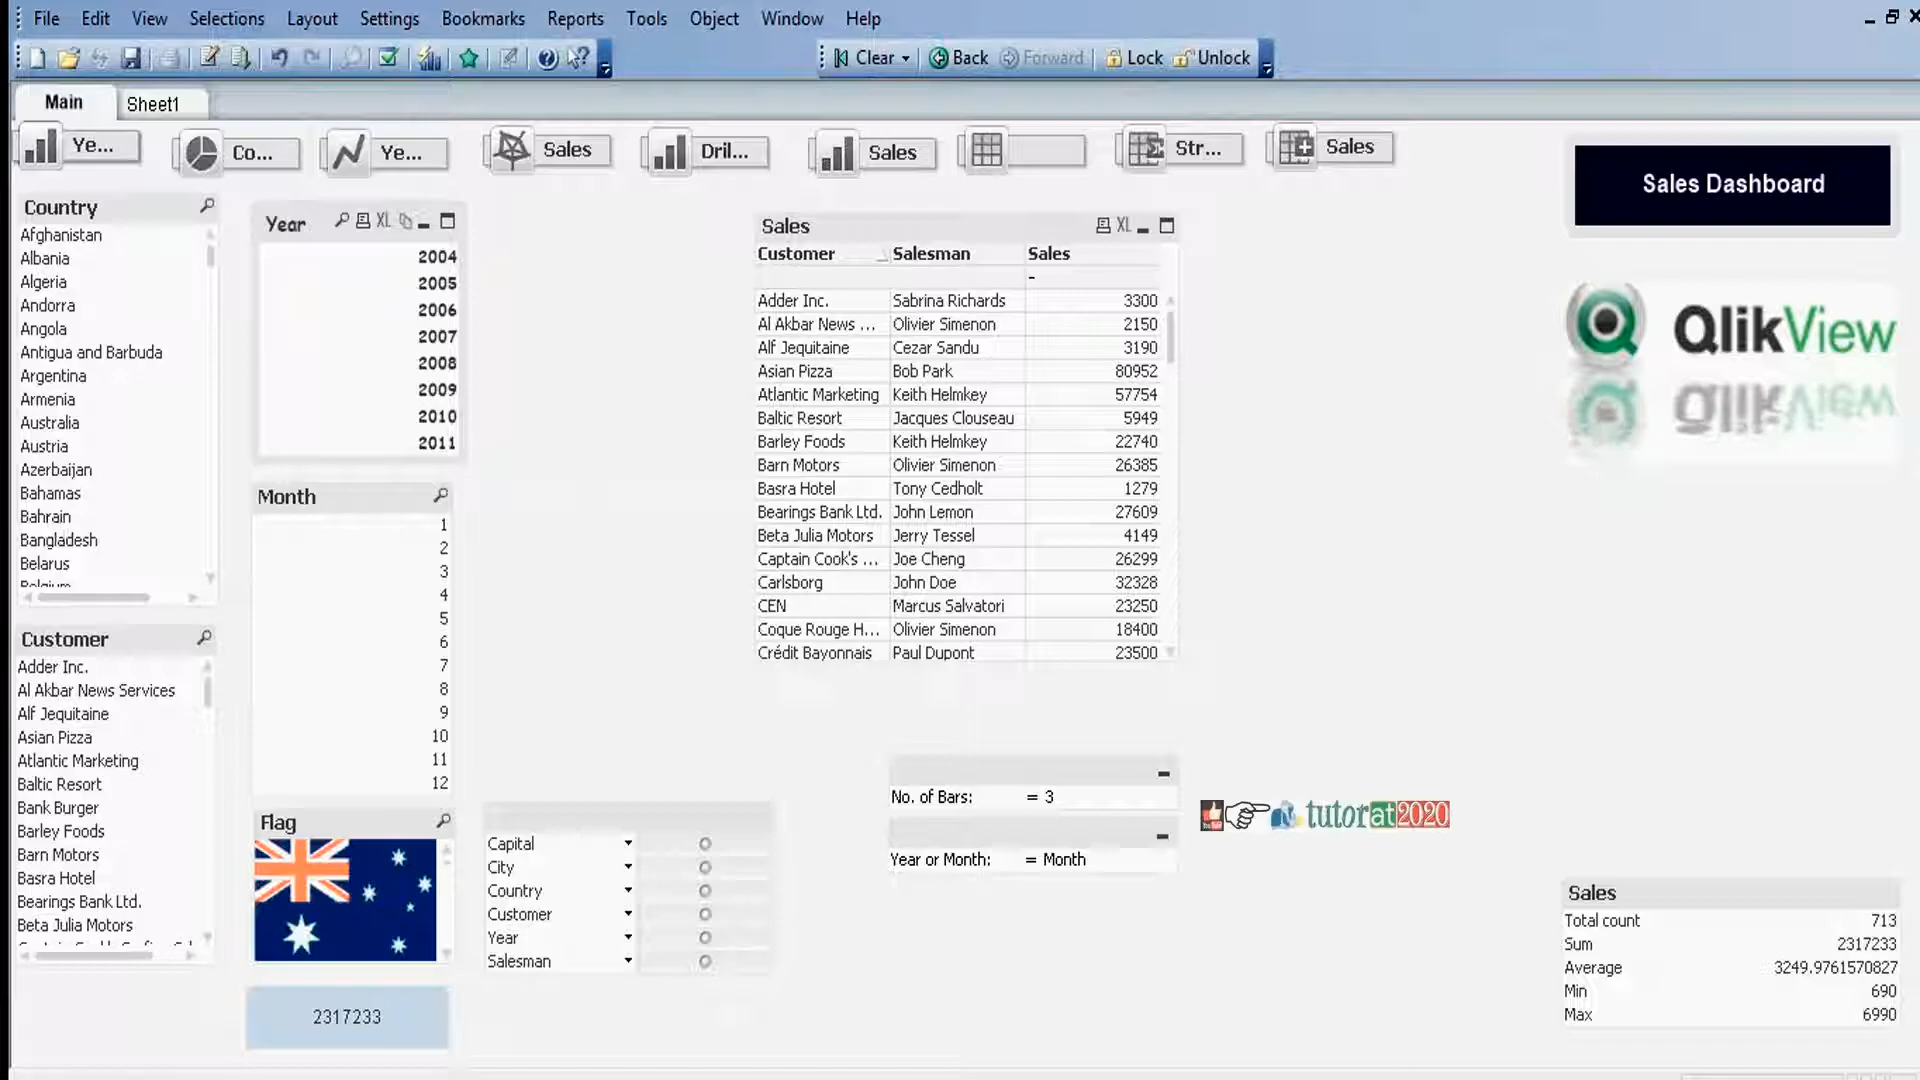 File Edit View Selections Layout Settings Bookmarks Reports Tools Object Window Help
Clear Back Forward Lock Unlock
Main Sheet1
Ye... Co... Ye... Sales Dril... Sales Str... Sales
Sales Dashboard
QlikView
Country
Afghanistan
Albania
Algeria
Andorra
Angola
Antigua and Barbuda
Argentina
Armenia
Australia
Austria
Azerbaijan
Bahamas
Bahrain
Bangladesh
Belarus
Belgium
Customer
Adder Inc.
Al Akbar News Services
Alf Jequitaine
Asian Pizza
Atlantic Marketing
Baltic Resort
Bank Burger
Barley Foods
Barn Motors
Basra Hotel
Bearings Bank Ltd.
Beta Julia Motors
Year XL
2004
2005
2006
2007
2008
2009
2010
2011
Month
1
2
3
4
5
6
7
8
9
10
11
12
Flag
2317233
Capital
City
Country
Customer
Year
Salesman
Sales XL
Customer Salesman Sales
-
Adder Inc. Sabrina Richards 3300
Al Akbar News ... Olivier Simenon 2150
Alf Jequitaine Cezar Sandu 3190
Asian Pizza Bob Park 80952
Atlantic Marketing Keith Helmkey 57754
Baltic Resort Jacques Clouseau 5949
Barley Foods Keith Helmkey 22740
Barn Motors Olivier Simenon 26385
Basra Hotel Tony Cedholt 1279
Bearings Bank Ltd. John Lemon 27609
Beta Julia Motors Jerry Tessel 4149
Captain Cook's ... Joe Cheng 26299
Carlsborg John Doe 32328
CEN Marcus Salvatori 23250
Coque Rouge H... Olivier Simenon 18400
Crédit Bayonnais Paul Dupont 23500
No. of Bars: = 3
Year or Month: = Month
tutorat2020
Sales
Total count 713
Sum 2317233
Average 3249.9761570827
Min 690
Max 6990